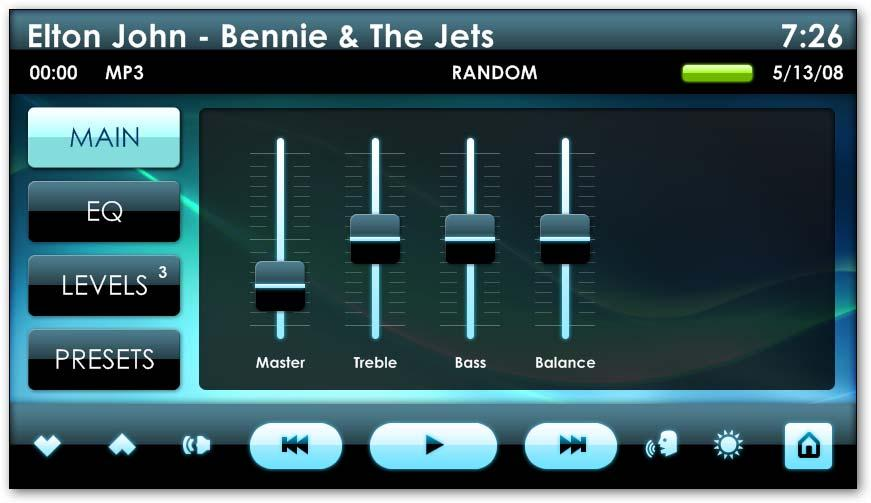 Elton John - Bennie & The Jets 7:26
00:00 MP3 RANDOM 5/13/08
MAIN
EQ
LEVELS 3
PRESETS
Master Treble Bass Balance